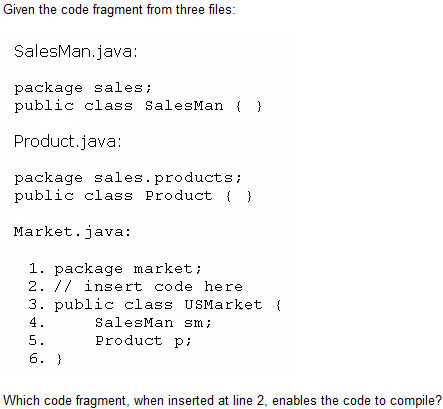 Given the code fragment from three files:
SalesMan.java:
package sales;
public class SalesMan { }
Product.java:
package sales.products;
public class Product { }
Market.java:
1. package market;
2. // insert code here
3. public class USMarket {
4. SalesMan sm;
5. Product p;
6. }
Which code fragment, when inserted at line 2, enables the code to compile?